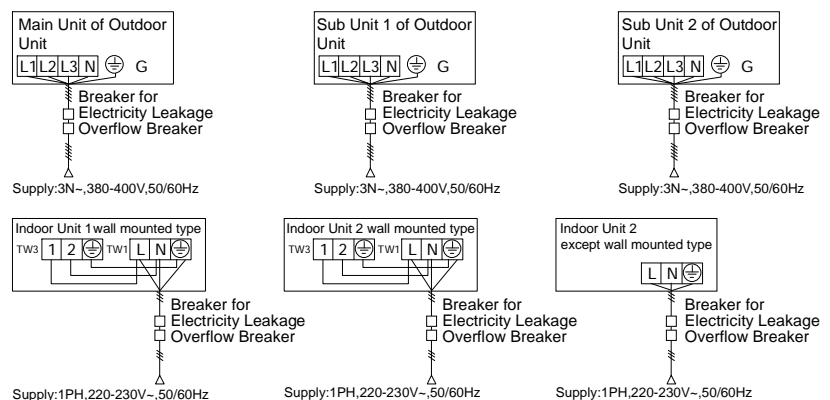 Main Unit of Outdoor
Unit
L1 L2 L3 N G
Breaker for
Electricity Leakage
Overflow Breaker
Supply:3N~,380-400V,50/60Hz
Sub Unit 1 of Outdoor
Unit
L1 L2 L3 N G
Breaker for
Electricity Leakage
Overflow Breaker
Supply:3N~,380-400V,50/60Hz
Sub Unit 2 of Outdoor
Unit
L1 L2 L3 N G
Breaker for
Electricity Leakage
Overflow Breaker
Supply:3N~,380-400V,50/60Hz
Indoor Unit 1 wall mounted type
TW3 1 2 TW1 L N
Breaker for
Electricity Leakage
Overflow Breaker
Supply:1PH,220-230V~,50/60Hz
Indoor Unit 2 wall mounted type
TW3 1 2 TW1 L N
Breaker for
Electricity Leakage
Overflow Breaker
Supply:1PH,220-230V~,50/60Hz
Indoor Unit 2
except wall mounted type
L N
Breaker for
Electricity Leakage
Overflow Breaker
Supply:1PH,220-230V~,50/60Hz